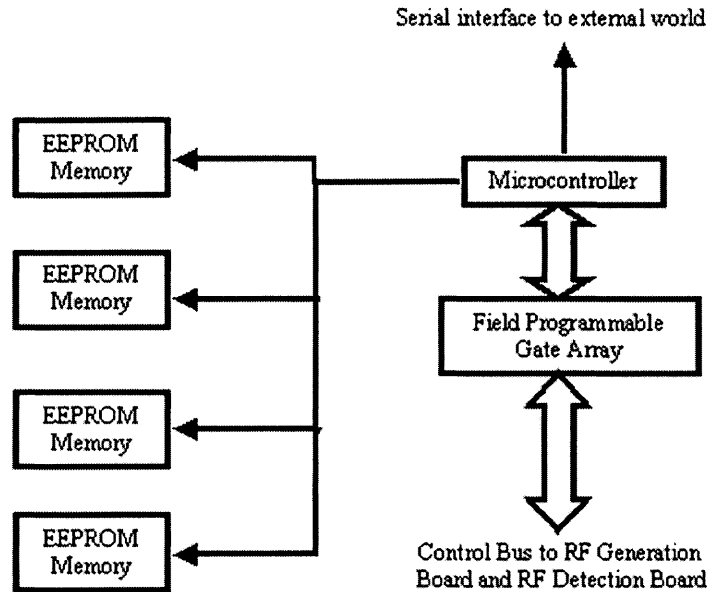 Serial interface to external world
EEPROM
Memory
Microcontroller
EEPROM
Memory
Field Programmable
Gate Array
EEPROM
Memory
EEPROM
Memory
Control Bus to RF Generation
Board and RF Detection Board